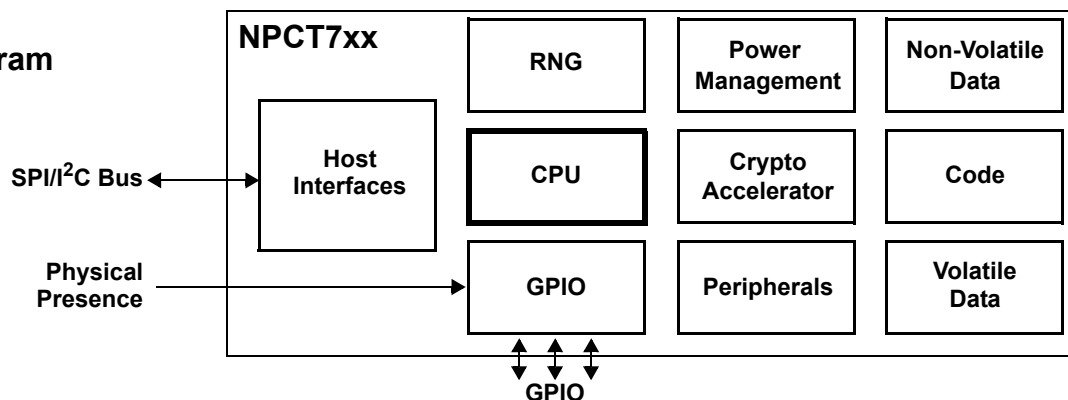 ram
NPCT7xx
RNG
Power
Management
Non-Volatile
Data
SPI/I²C Bus
Host
Interfaces
CPU
Crypto
Accelerator
Code
Physical
Presence
GPIO
Peripherals
Volatile
Data
GPIO